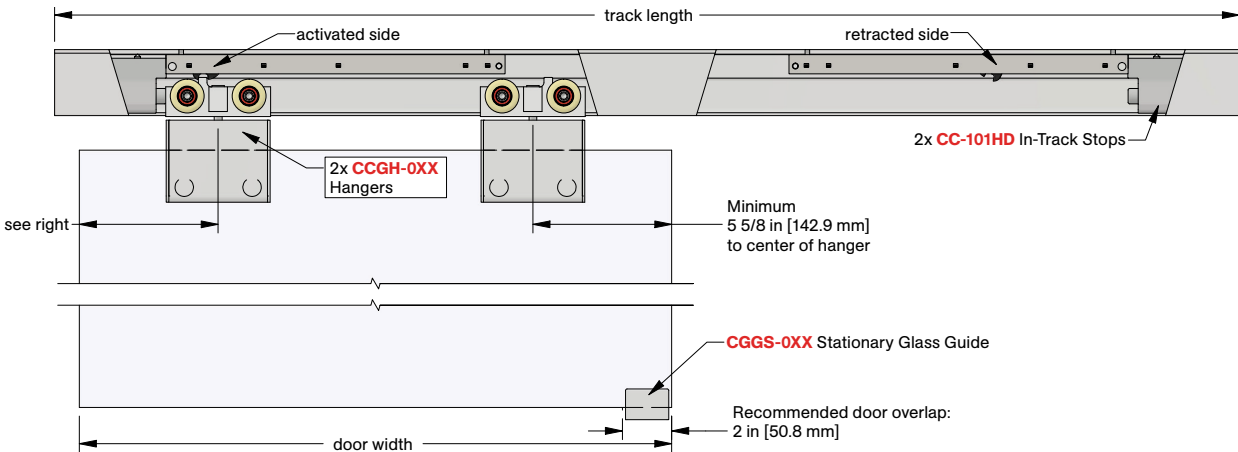 track length
activated side
retracted side
2x CC-101HD In-Track Stops
2x CCGH-0XX
Hangers
see right
Minimum
5 5/8 in [142.9 mm]
to center of hanger
CGGS-0XX Stationary Glass Guide
Recommended door overlap:
2 in [50.8 mm]
door width